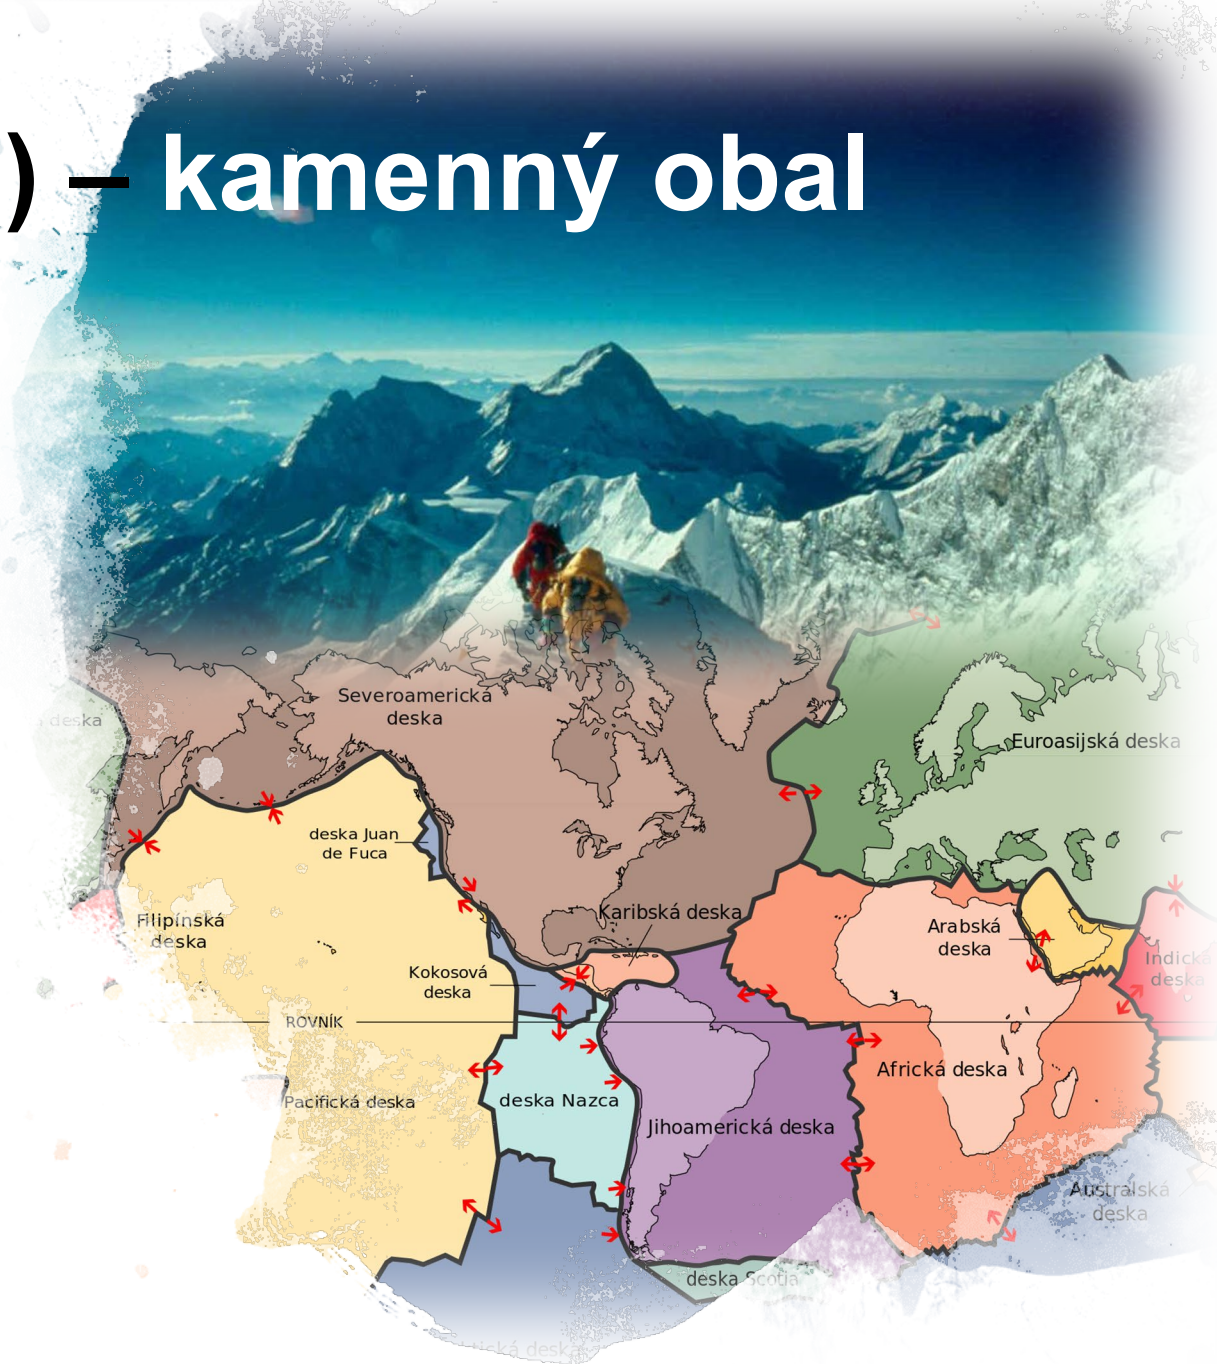 ) – kamenný obal
Severoamerická
deska
deska
Euroasijská deska
deska Juan
de Fuca
Karibská deska
Filipínská
deska
Arabská
deska
Indická
deska
Kokosová
deska
ROVNÍK
Africká deska
Pacifická deska
deska Nazca
Jihoamerická deska
Australská
deska
deska Scotia
deska